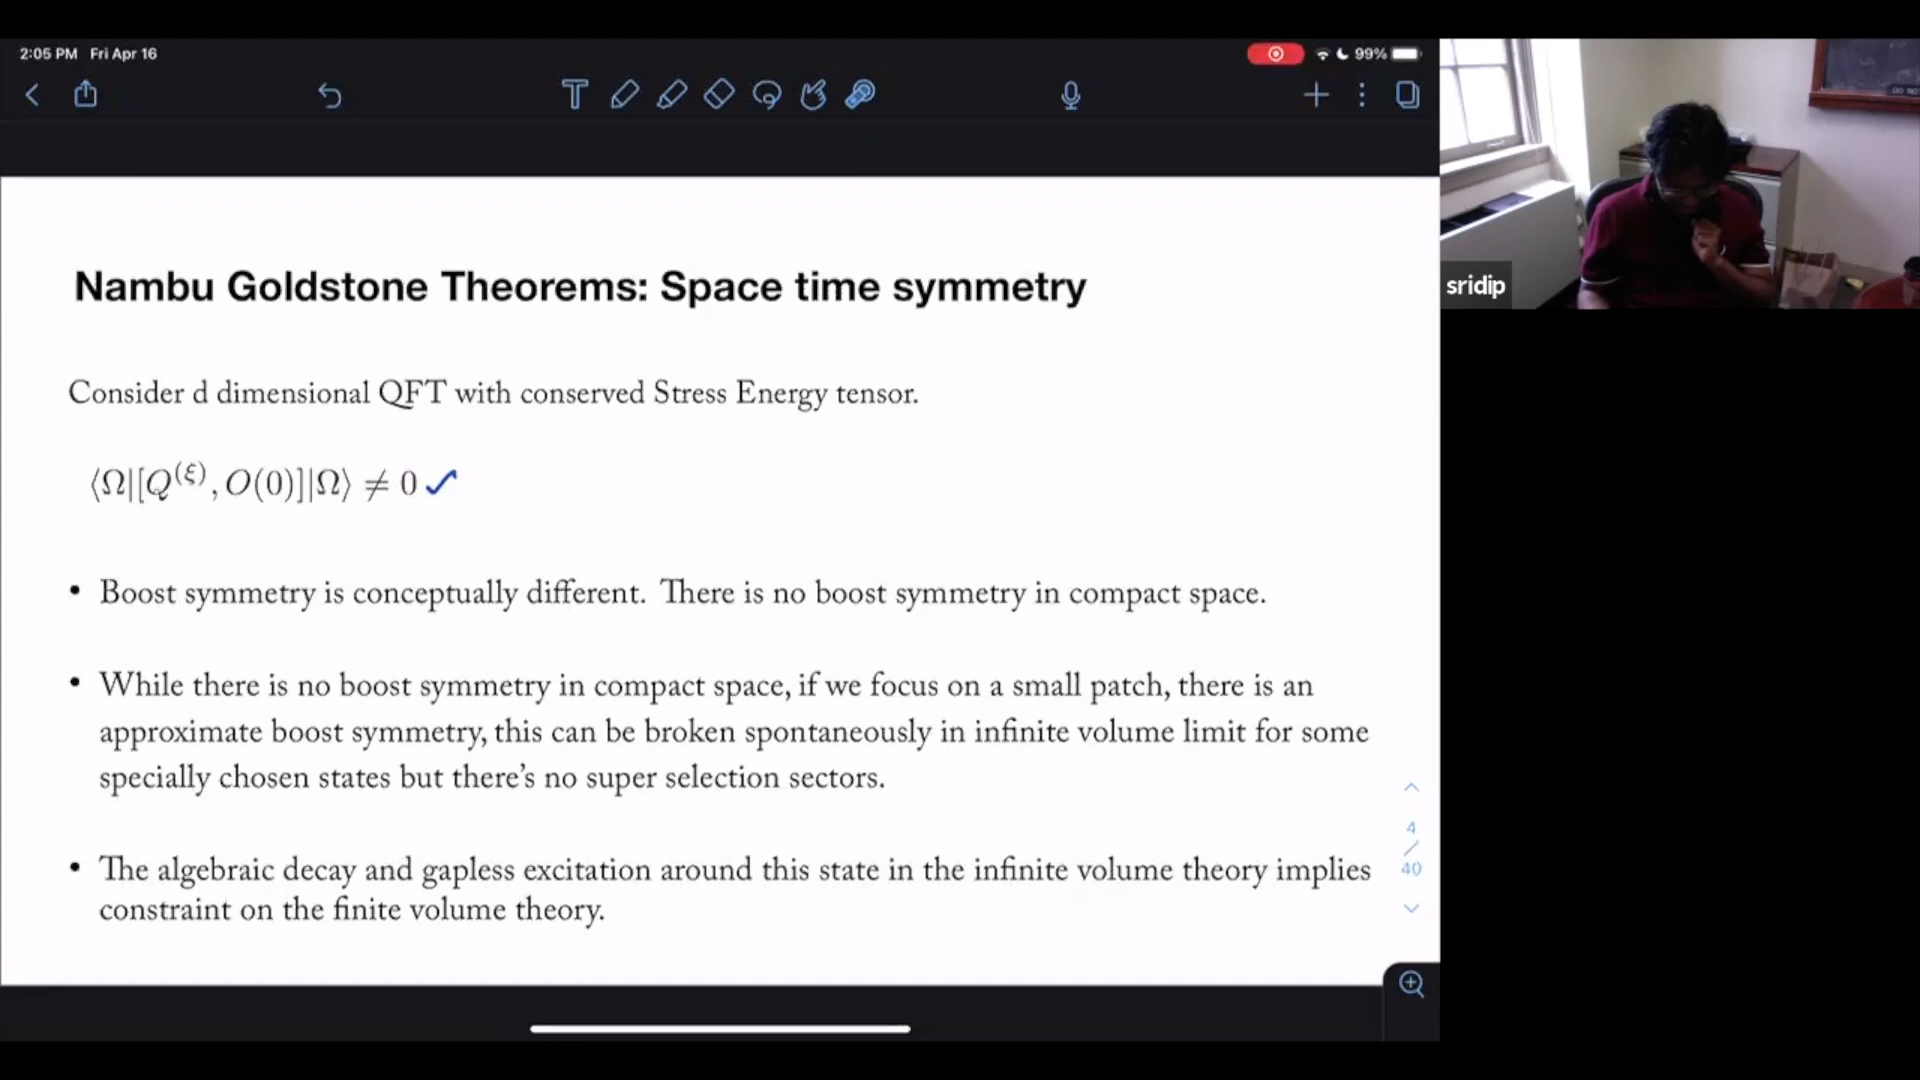 2:05 PM Fri Apr 16
99%
Nambu Goldstone Theorems: Space time symmetry
sridip
Consider d dimensional QFT with conserved Stress Energy tensor.
⟨Ω|[Q^(ξ), O(0)]|Ω⟩ ≠ 0
• Boost symmetry is conceptually different. There is no boost symmetry in compact space.
• While there is no boost symmetry in compact space, if we focus on a small patch, there is an
approximate boost symmetry, this can be broken spontaneously in infinite volume limit for some
specially chosen states but there's no super selection sectors.
• The algebraic decay and gapless excitation around this state in the infinite volume theory implies
constraint on the finite volume theory.
4
/
40